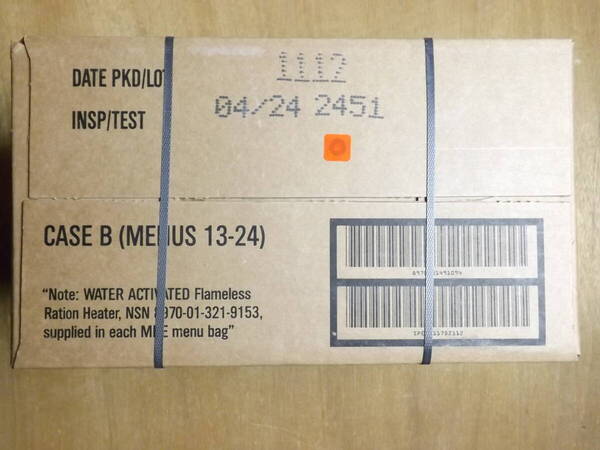 1112
DATE PKD/LOT
04/24 2451
INSP/TEST
CASE B (MENUS 13-24)
"Note: WATER ACTIVATED Flameless
Ration Heater, NSN 8970-01-321-9153,
supplied in each MRE menu bag"